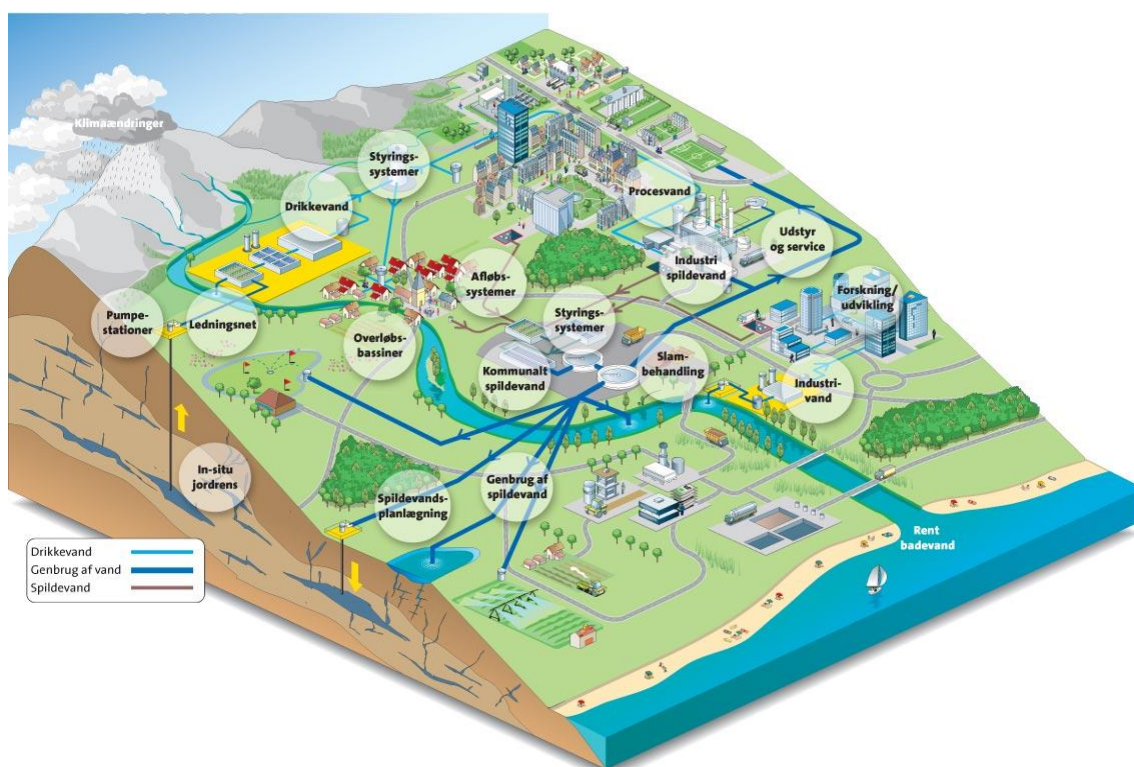 Klimaændringer
Styrings-
systemer
Drikkevand
Procesvand
Udstyr
og service
Industri
spildevand
Afløbs-
systemer
Forskning/
udvikling
Pumpe-
stationer
Ledningsnet
Styrings-
systemer
Overløbs-
bassiner
Kommunalt
spildevand
Slam-
behandling
Industri-
vand
In-situ
jordrens
Spildevands-
planlægning
Genbrug af
spildevand
Rent
badevand
Drikkevand
Genbrug af vand
Spildevand